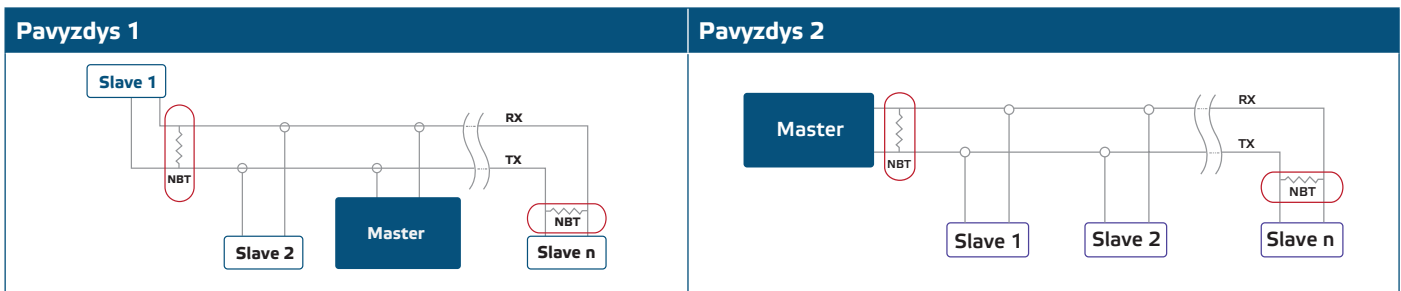 Pavyzdys 1
Slave 1
RX
TX
NBT
NBT
Master
Slave 2
Slave n
Pavyzdys 2
RX
Master
TX
NBT
NBT
Slave 1
Slave 2
Slave n